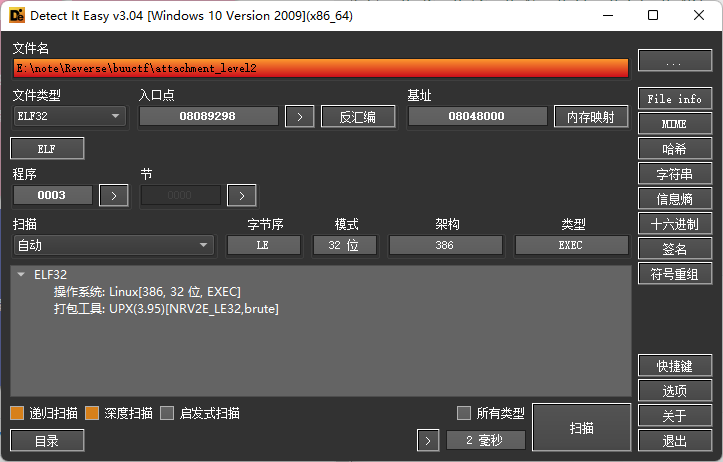 Detect It Easy v3.04 [Windows 10 Version 2009](x86_64)
文件名
E:\note\Reverse\buuctf\attachment_level2
...
文件类型 入口点 基址
ELF32 08089298 > 反汇编 08048000 内存映射
File info
MIME
ELF
哈希
程序 节
字符串
0003 > 0000 >
信息熵
扫描 字节序 模式 架构 类型
十六进制
自动 LE 32 位 386 EXEC
签名
符号重组
ELF32
操作系统: Linux[386, 32 位, EXEC]
打包工具: UPX(3.95)[NRV2E_LE32,brute]
快捷键
选项
递归扫描 深度扫描 启发式扫描 所有类型 扫描
关于
目录 > 2 毫秒
退出